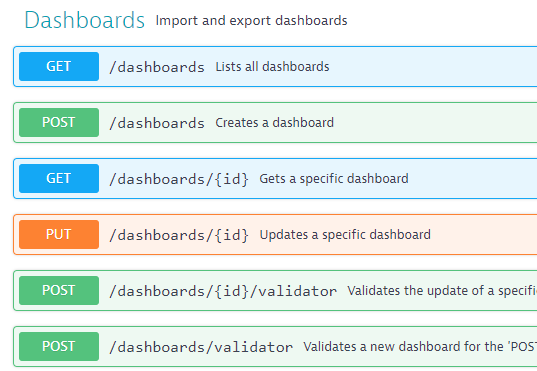 Dashboards Import and export dashboards
GET /dashboards Lists all dashboards
POST /dashboards Creates a dashboard
GET /dashboards/{id} Gets a specific dashboard
PUT /dashboards/{id} Updates a specific dashboard
POST /dashboards/{id}/validator Validates the update of a specifi
POST /dashboards/validator Validates a new dashboard for the 'POST